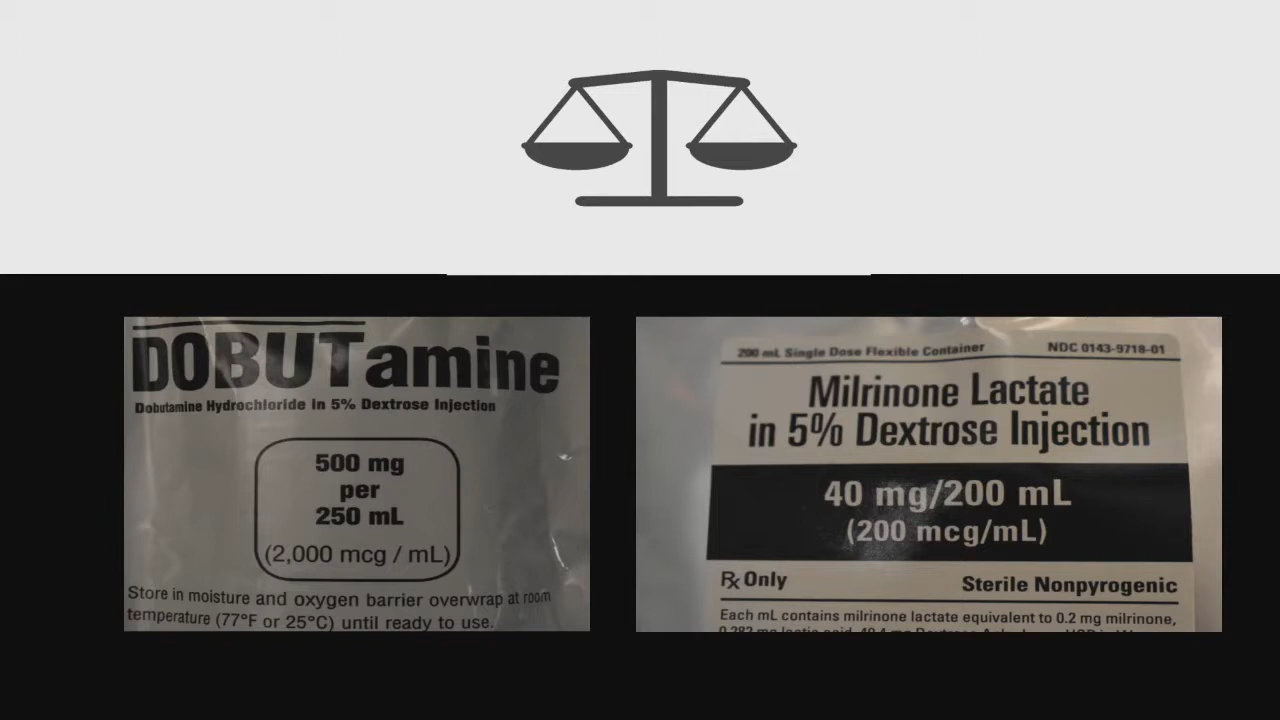 DOBUTamine
Dobutamine Hydrochloride in 5% Dextrose Injection
500 mg
per
250 mL
(2,000 mcg / mL)
Store in moisture and oxygen barrier overwrap at room
temperature (77°F or 25°C) until ready to use.
200 mL Single Dose Flexible Container
NDC 0143-9718-01
Milrinone Lactate
in 5% Dextrose Injection
40 mg/200 mL
(200 mcg/mL)
Rx Only
Sterile Nonpyrogenic
Each mL contains milrinone lactate equivalent to 0.2 mg milrinone,